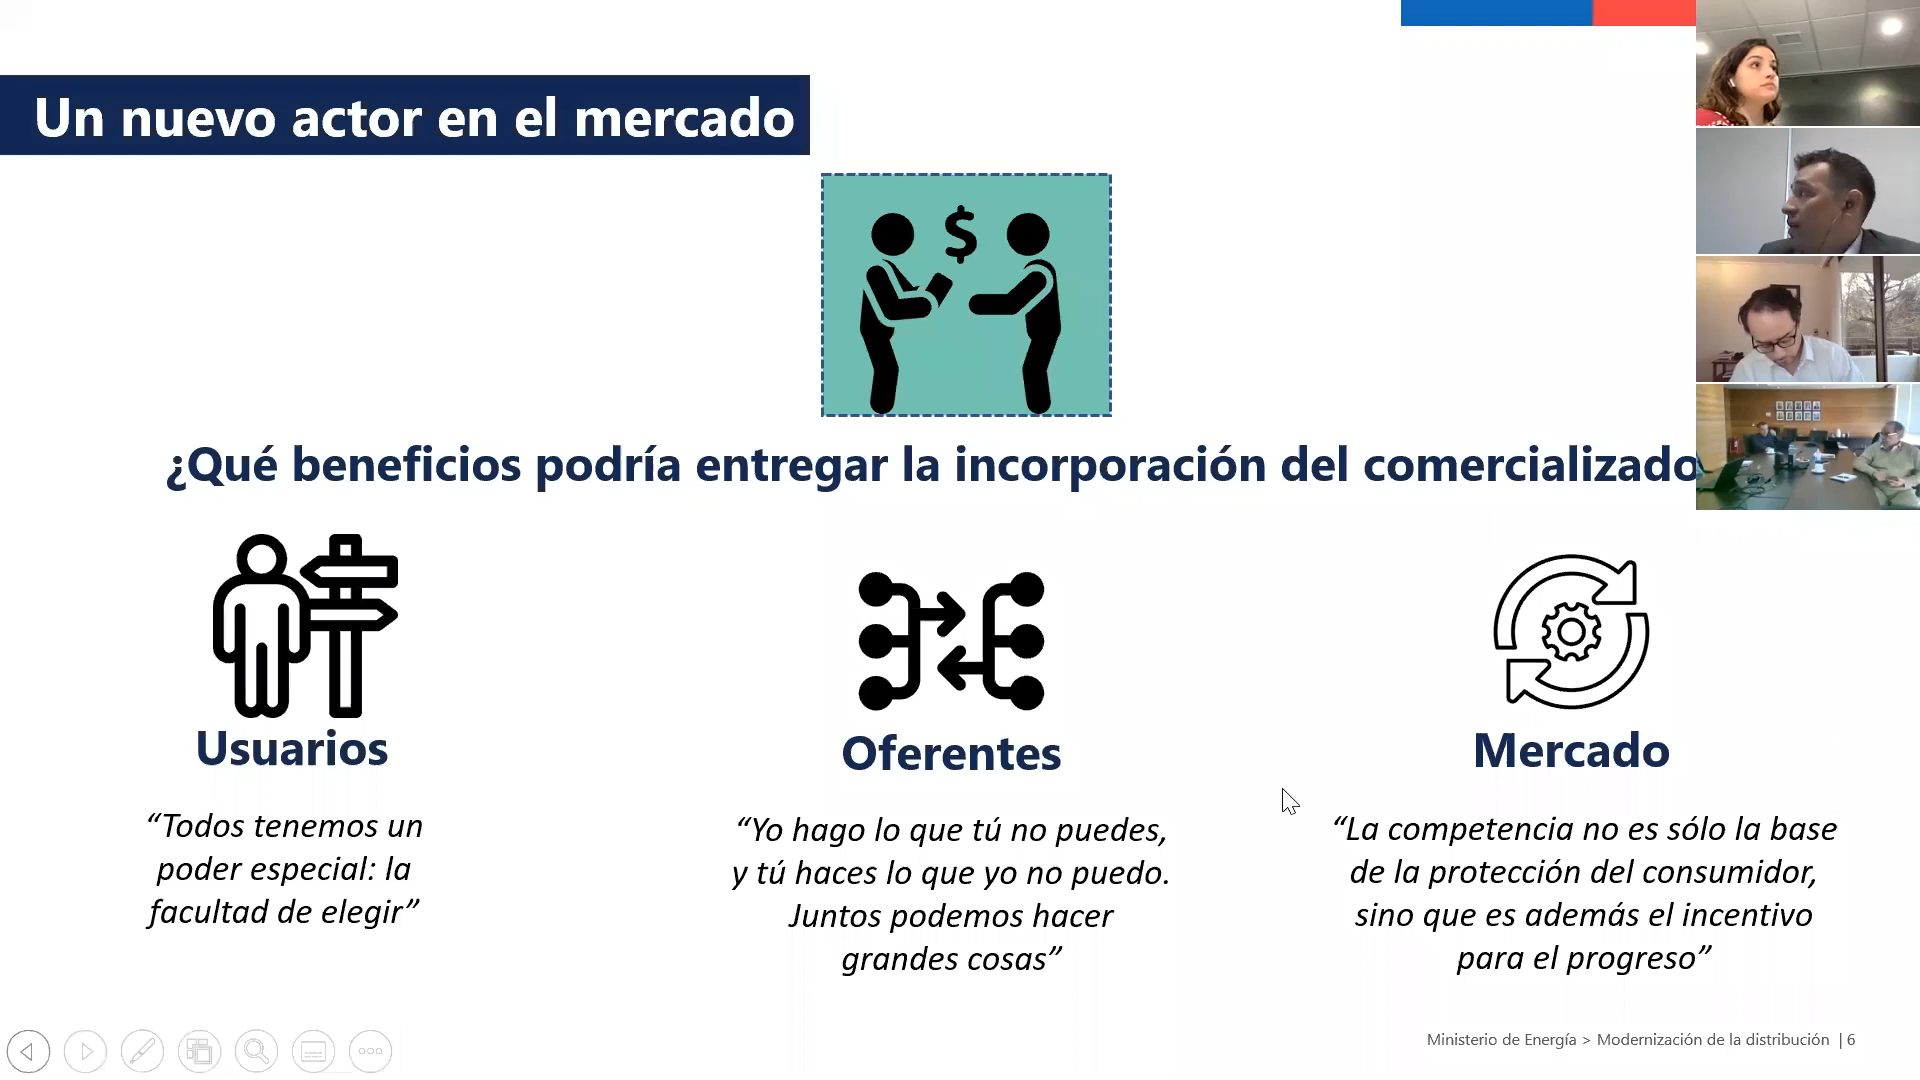 Un nuevo actor en el mercado
$
¿Qué beneficios podría entregar la incorporación del comercializado
Usuarios
Oferentes
Mercado
“Todos tenemos un
poder especial: la
facultad de elegir”
“Yo hago lo que tú no puedes,
y tú haces lo que yo no puedo.
Juntos podemos hacer
grandes cosas”
“La competencia no es sólo la base
de la protección del consumidor,
sino que es además el incentivo
para el progreso”
Ministerio de Energía > Modernización de la distribución | 6